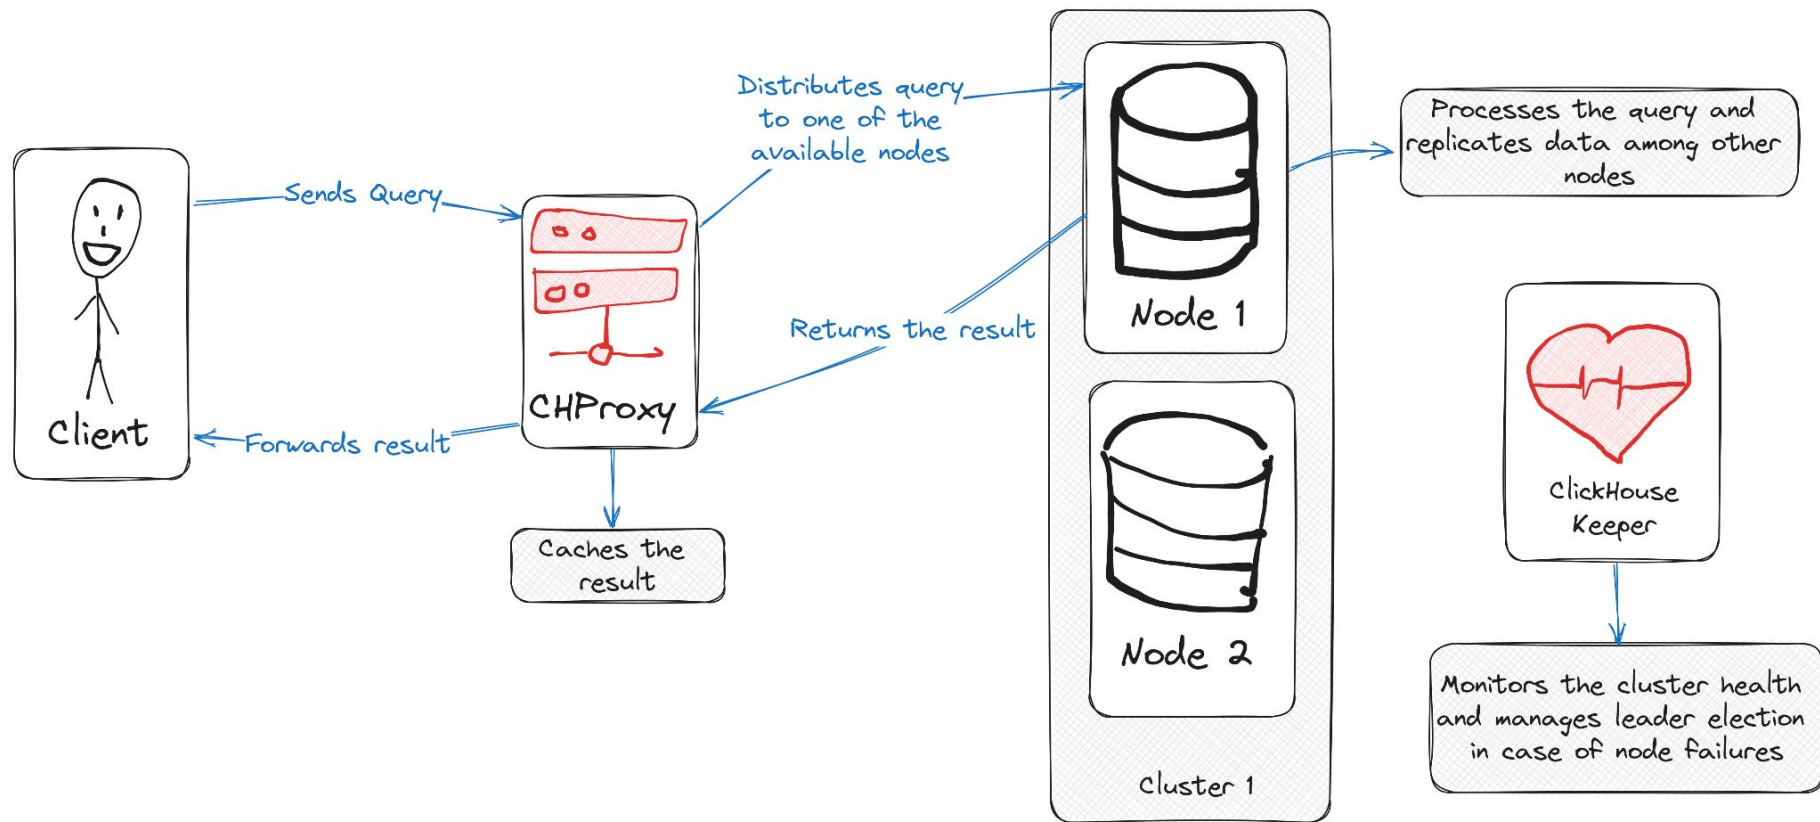 Distributes query
to one of the
available nodes
Processes the query and
replicates data among other
nodes
Sends Query
Node 1
Returns the result
CHProxy
Client
Forwards result
ClickHouse
Keeper
Caches the
result
Node 2
Monitors the cluster health
and manages leader election
in case of node failures
Cluster 1